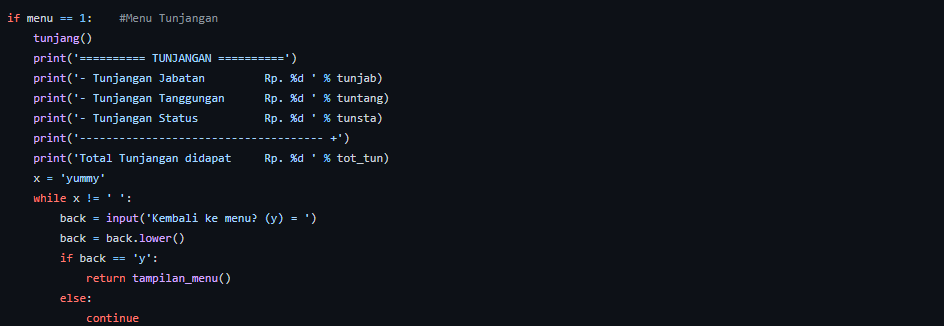 if menu == 1:    #Menu Tunjangan
    tunjang()
    print('========== TUNJANGAN ==========')
    print('- Tunjangan Jabatan         Rp. %d ' % tunjab)
    print('- Tunjangan Tanggungan      Rp. %d ' % tuntang)
    print('- Tunjangan Status          Rp. %d ' % tunsta)
    print('------------------------------------- +')
    print('Total Tunjangan didapat     Rp. %d ' % tot_tun)
    x = 'yummy'
    while x != ' ':
        back = input('Kembali ke menu? (y) = ')
        back = back.lower()
        if back == 'y':
            return tampilan_menu()
        else:
            continue